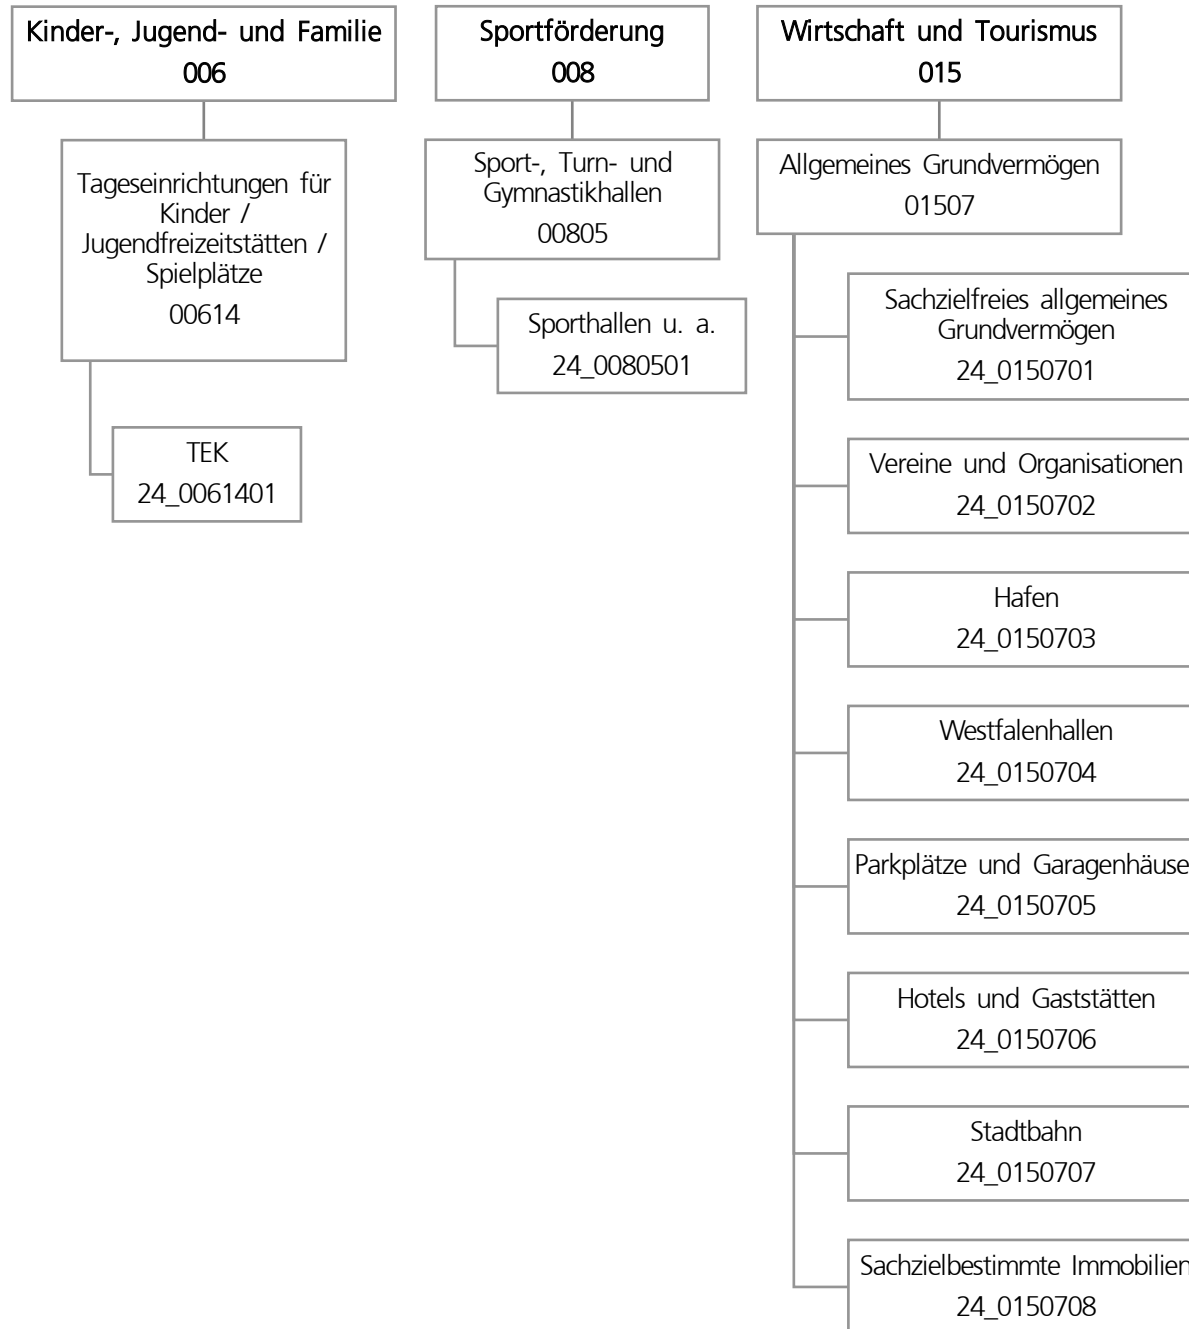 Kinder-, Jugend- und Familie
006
Tageseinrichtungen für
Kinder /
Jugendfreizeitstätten /
Spielplätze
00614
TEK
24_0061401
Sportförderung
008
Sport-, Turn- und
Gymnastikhallen
00805
Sporthallen u. a.
24_0080501
Wirtschaft und Tourismus
015
Allgemeines Grundvermögen
01507
Sachzielfreies allgemeines
Grundvermögen
24_0150701
Vereine und Organisationen
24_0150702
Hafen
24_0150703
Westfalenhallen
24_0150704
Parkplätze und Garagenhäuse
24_0150705
Hotels und Gaststätten
24_0150706
Stadtbahn
24_0150707
Sachzielbestimmte Immobilien
24_0150708